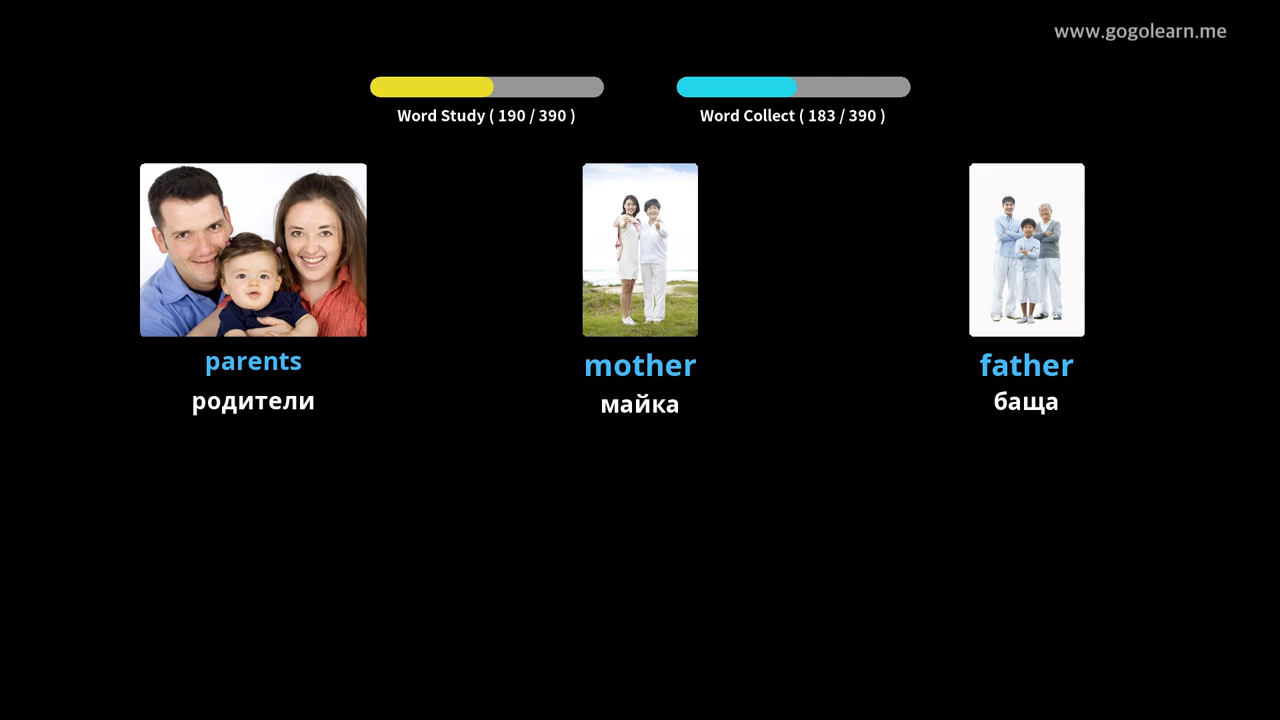 www.gogolearn.me
Word Study ( 190 / 390 )
Word Collect ( 183 / 390 )
parents
mother
father
родители
майка
баща